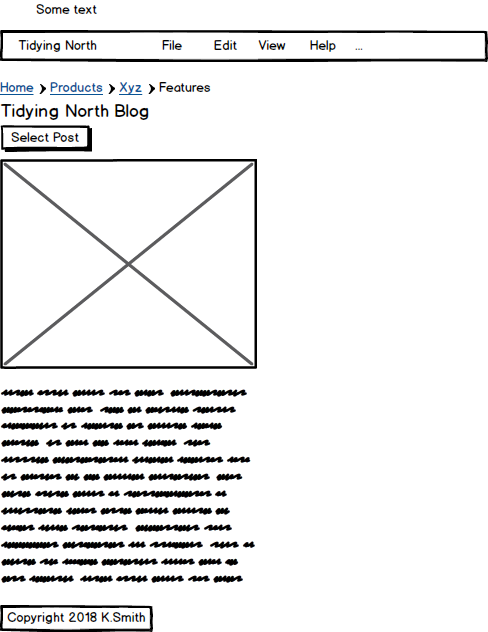 Some text
Tidying North File Edit View Help ...
Home > Products > Xyz > Features
Tidying North Blog
Select Post
Copyright 2018 K.Smith